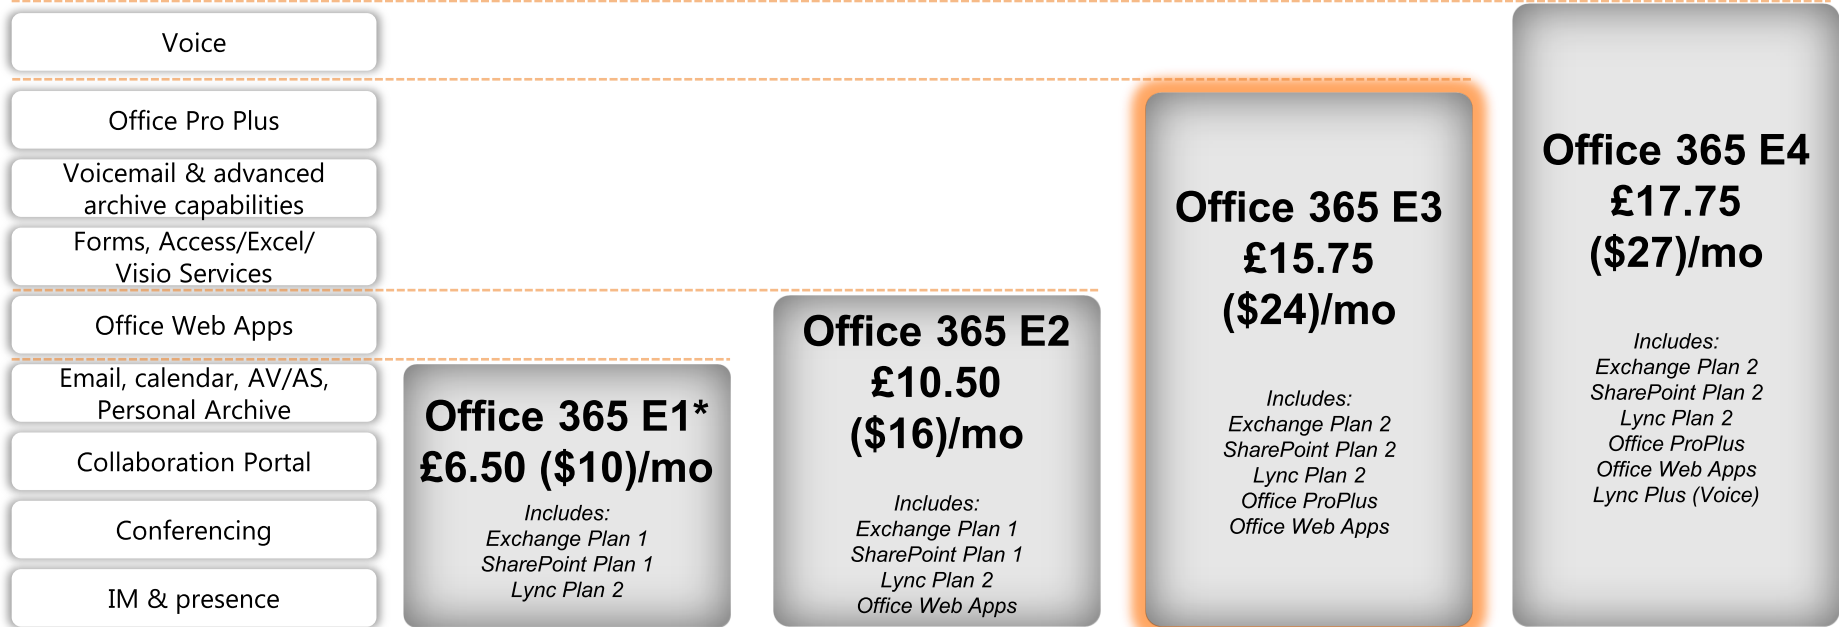 Voice
Office Pro Plus
Voicemail & advanced
archive capabilities
Forms, Access/Excel/
Visio Services
Office Web Apps
Email, calendar, AV/AS,
Personal Archive
Collaboration Portal
Conferencing
IM & presence
Office 365 E1*
£6.50 ($10)/mo
Includes:
Exchange Plan 1
SharePoint Plan 1
Lync Plan 2
Office 365 E2
£10.50
($16)/mo
Includes:
Exchange Plan 1
SharePoint Plan 1
Lync Plan 2
Office Web Apps
Office 365 E3
£15.75
($24)/mo
Includes:
Exchange Plan 2
SharePoint Plan 2
Lync Plan 2
Office ProPlus
Office Web Apps
Office 365 E4
£17.75
($27)/mo
Includes:
Exchange Plan 2
SharePoint Plan 2
Lync Plan 2
Office ProPlus
Office Web Apps
Lync Plus (Voice)